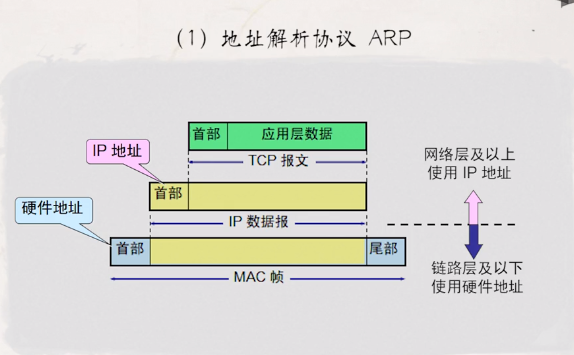 (1) 地址解析协议 ARP
首部 应用层数据
TCP 报文
IP 地址
首部
IP 数据报
硬件地址
首部 尾部
MAC 帧
网络层及以上
使用 IP 地址
链路层及以下
使用硬件地址